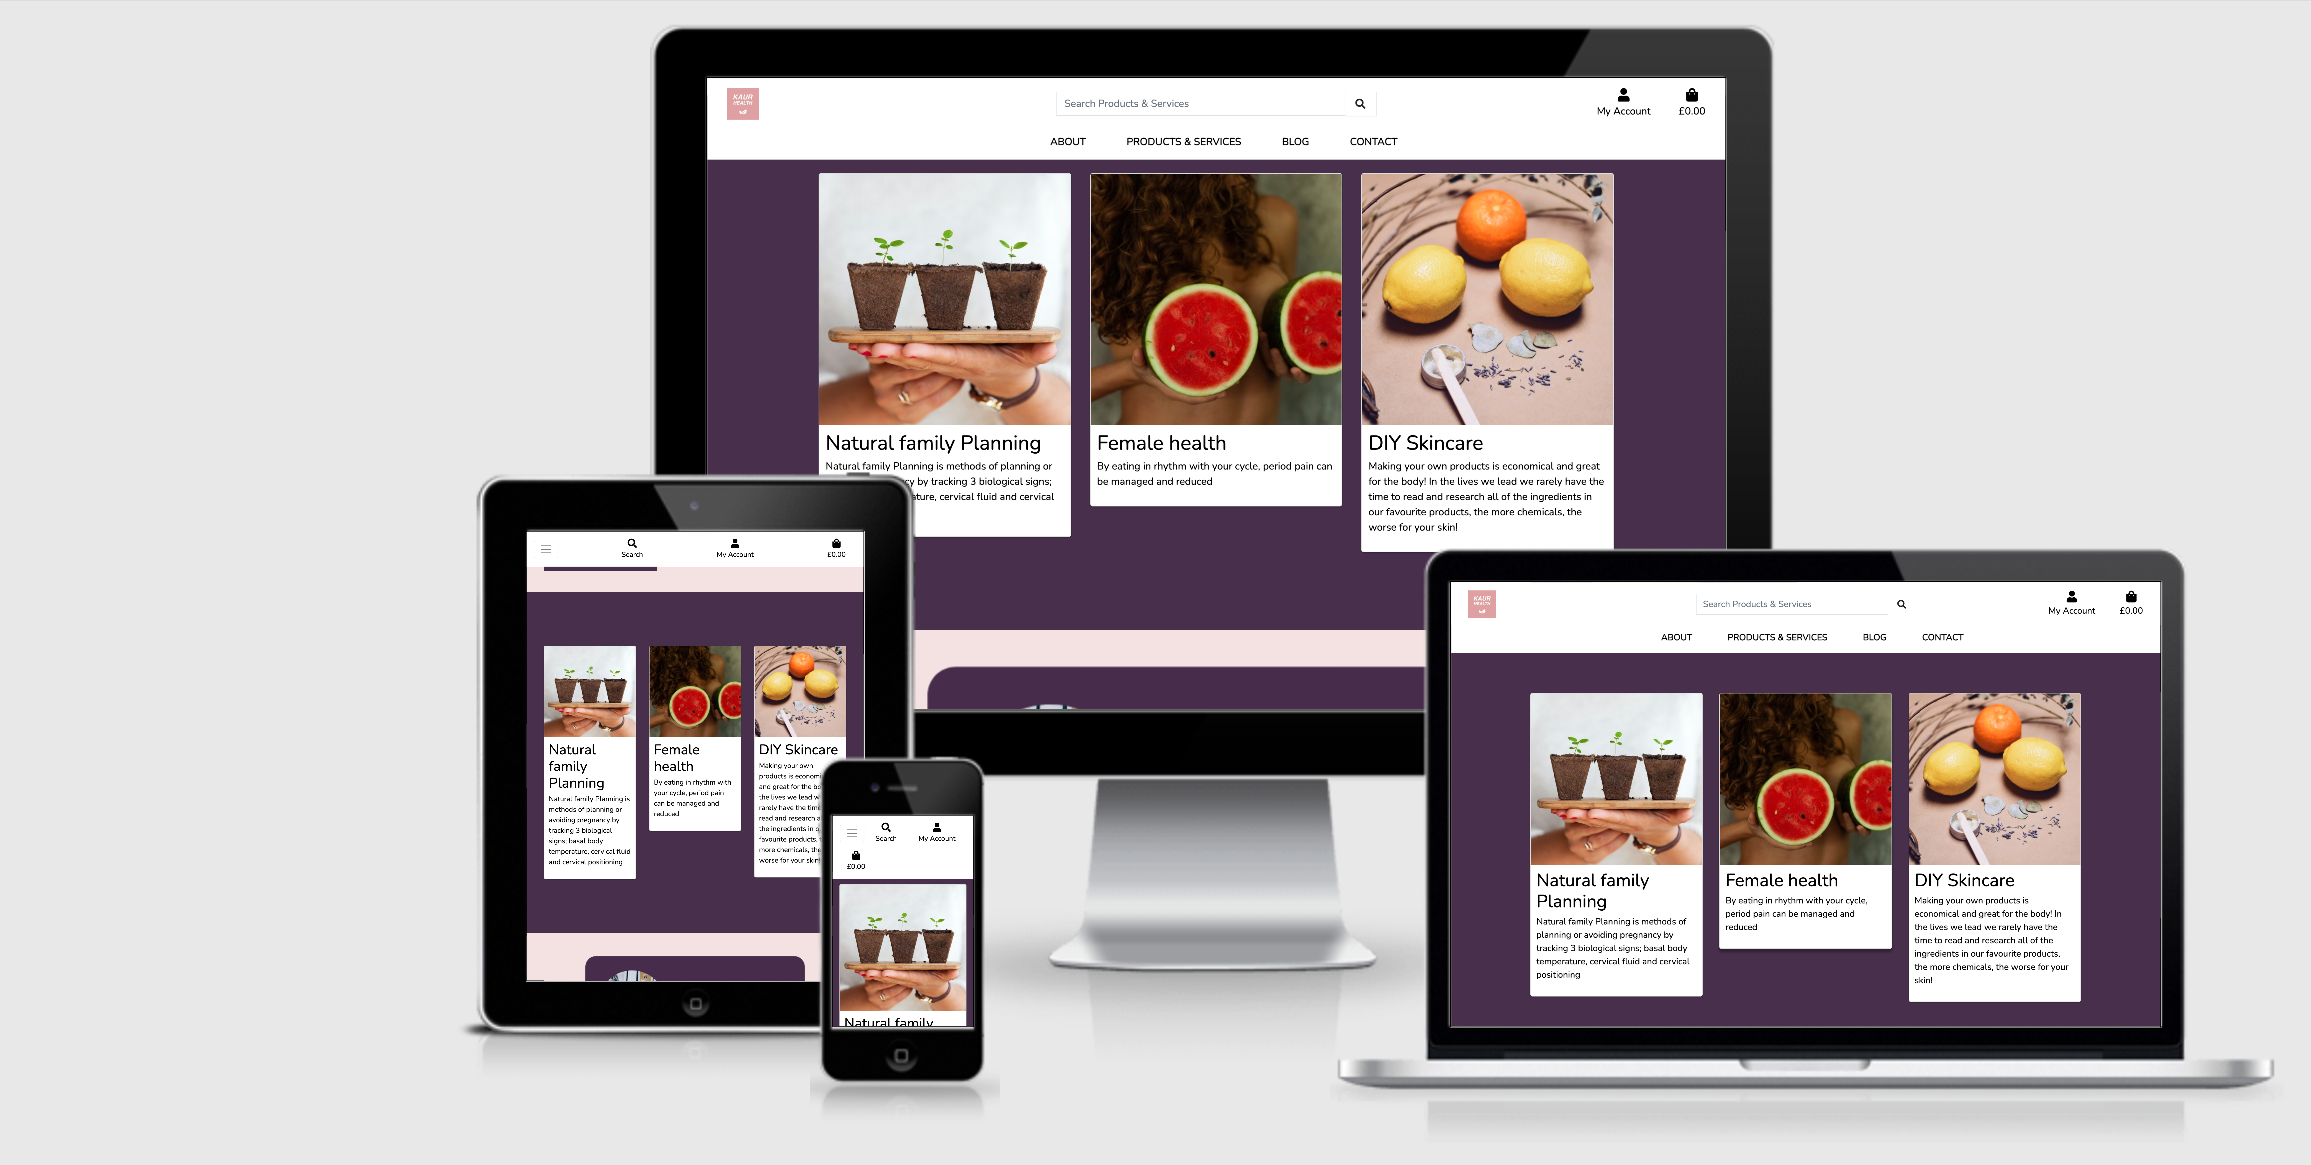 KAUR
HEALTH
Search Products & Services
My Account
£0.00
ABOUT
PRODUCTS & SERVICES
BLOG
CONTACT
Natural family Planning
Natural family Planning is methods of planning or
cy by tracking 3 biological signs;
ture, cervical fluid and cervical
Female health
By eating in rhythm with your cycle, period pain can
be managed and reduced
DIY Skincare
Making your own products is economical and great
for the body! In the lives we lead we rarely have the
time to read and research all of the ingredients in
our favourite products, the more chemicals, the
worse for your skin!
Search
My Account
£0.00
Natural
family
Planning
Natural family Planning is
methods of planning or
avoiding pregnancy by
tracking 3 biological
signs; basal body
temperature, cervical fluid
and cervical positioning
Female
health
By eating in rhythm with
your cycle, period pain
can be managed and
reduced
DIY Skincare
Making your own
products is economi
and great for the bo
the lives we lead w
rarely have the time
read and research a
the ingredients in o
favourite products, t
more chemicals, the
worse for your skin!
Search
My Account
£0.00
Natural family
KAUR
HEALTH
Search Products & Services
My Account
£0.00
ABOUT
PRODUCTS & SERVICES
BLOG
CONTACT
Natural family
Planning
Natural family Planning is methods of
planning or avoiding pregnancy by
tracking 3 biological signs; basal body
temperature, cervical fluid and cervical
positioning
Female health
By eating in rhythm with your cycle,
period pain can be managed and
reduced
DIY Skincare
Making your own products is
economical and great for the body! In
the lives we lead we rarely have the
time to read and research all of the
ingredients in our favourite products,
the more chemicals, the worse for your
skin!